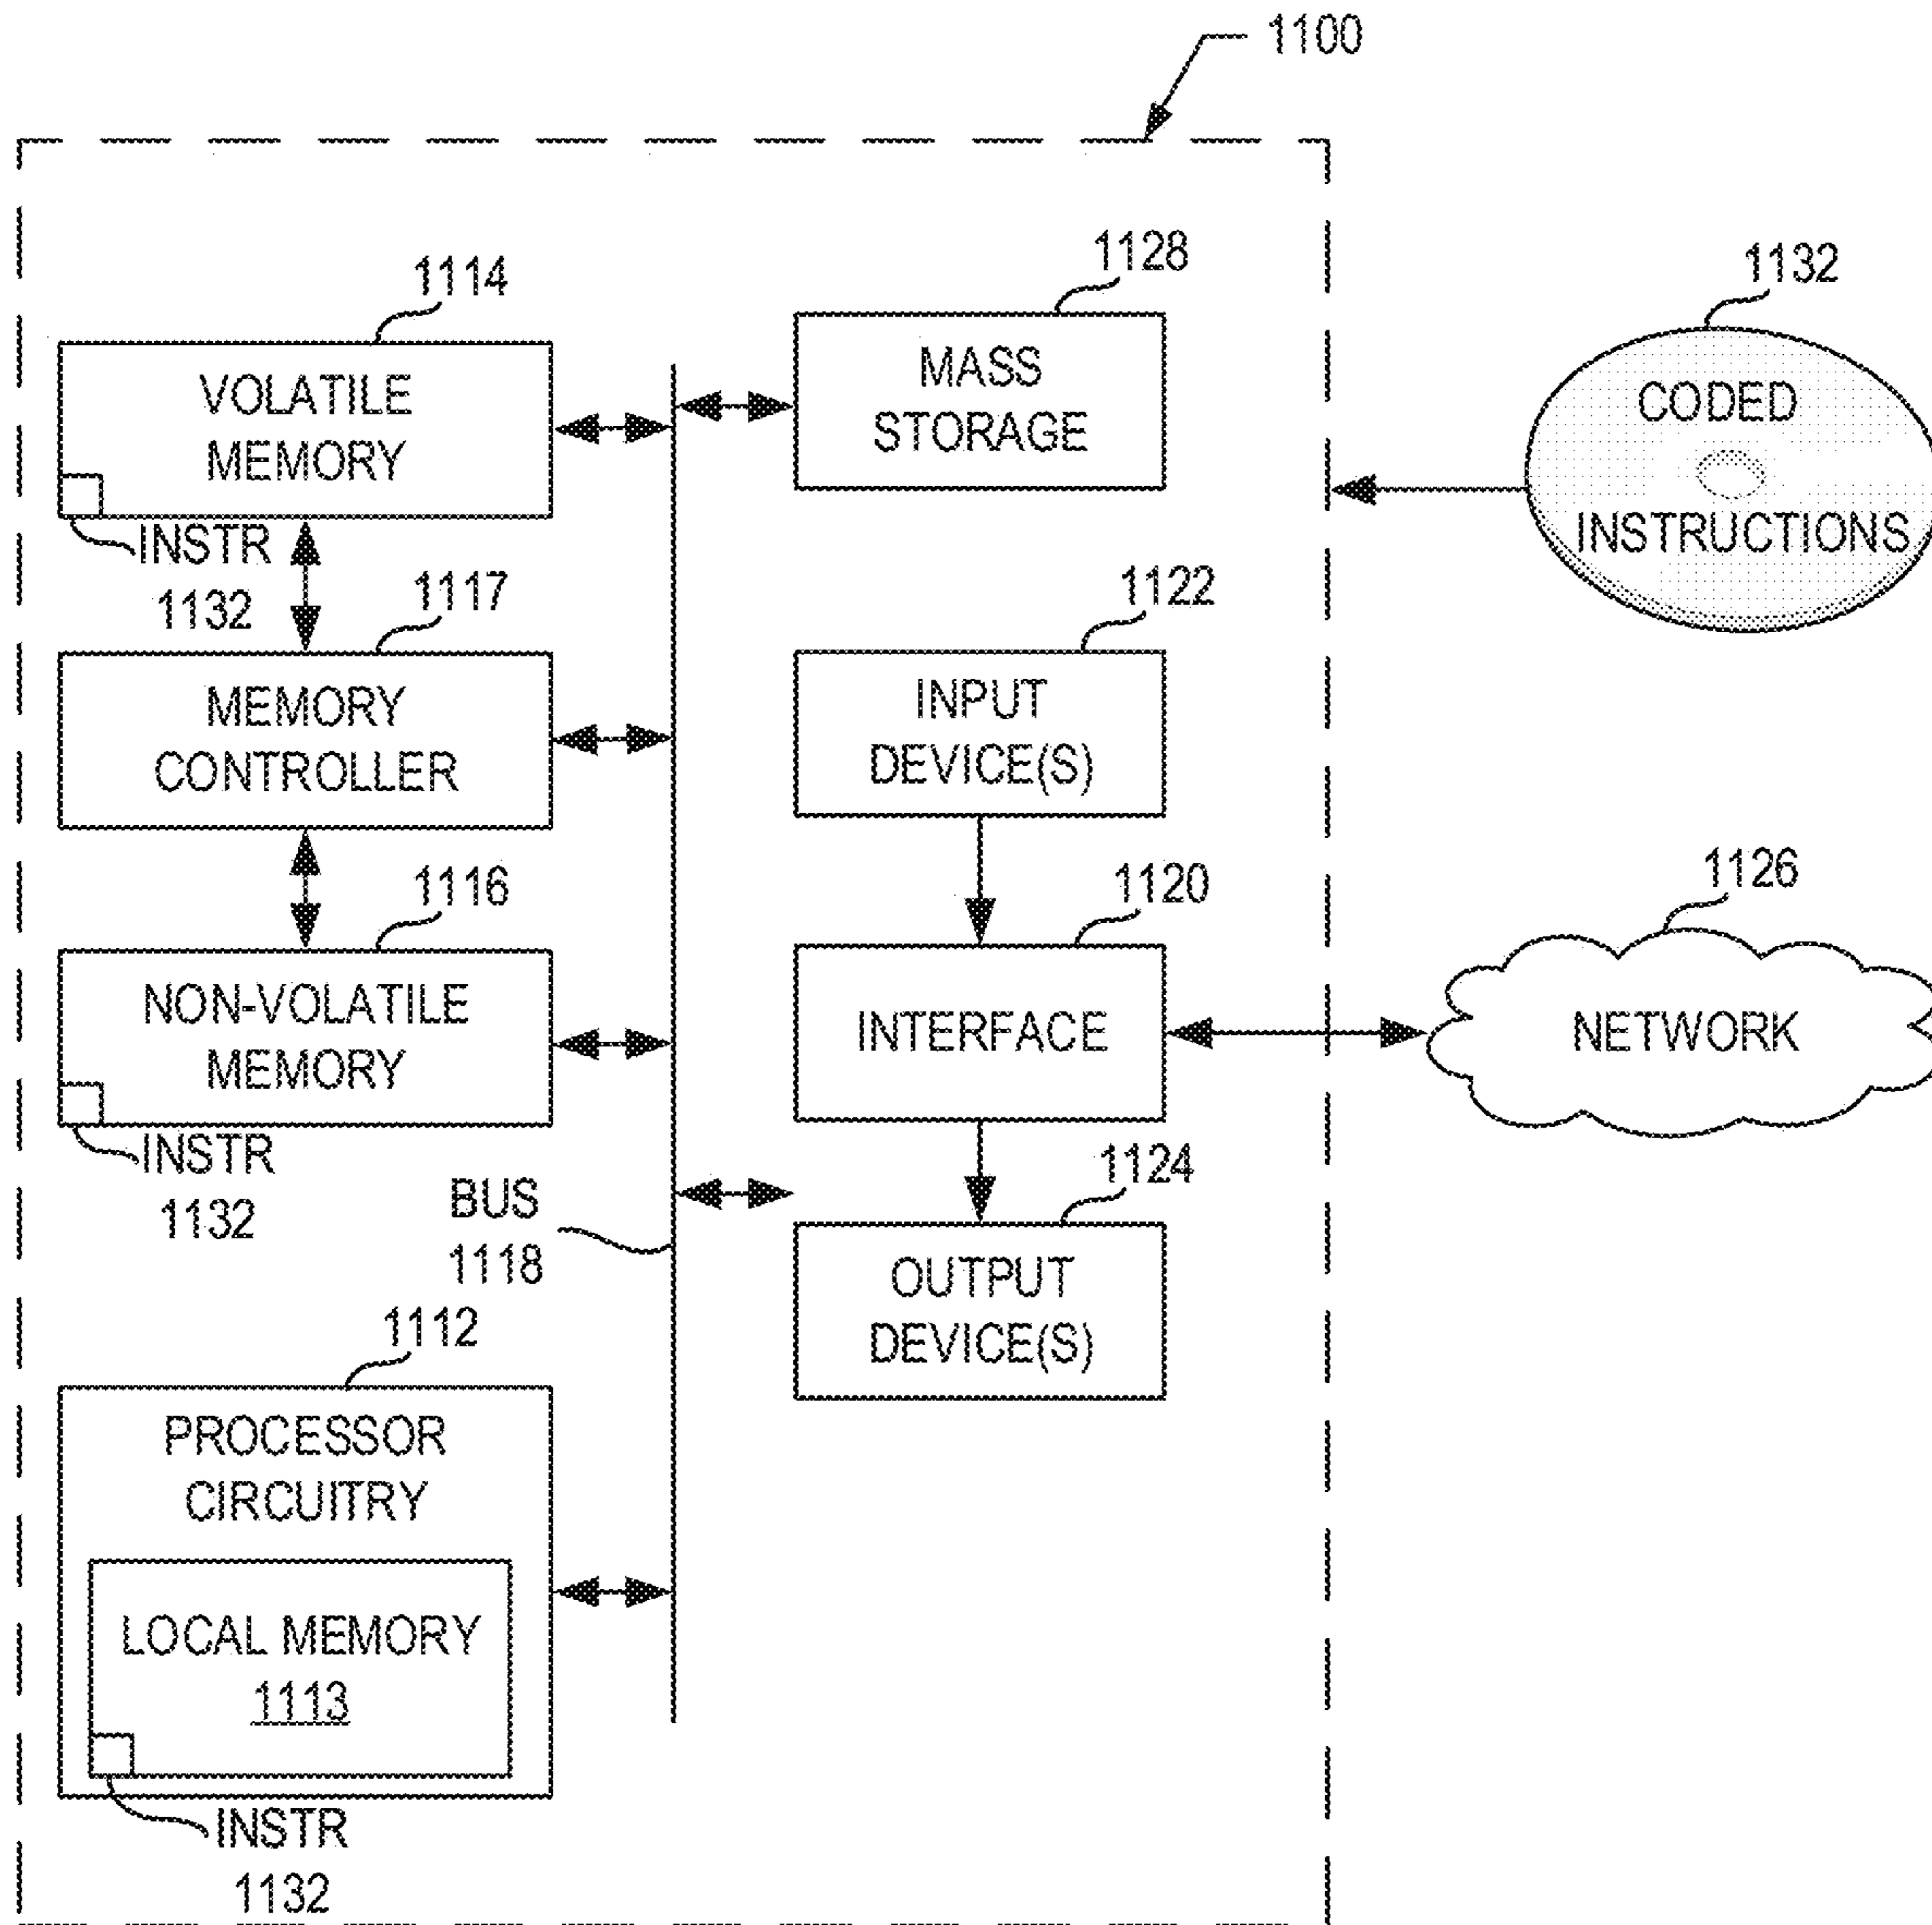 1100
1114
VOLATILE
MEMORY
INSTR
1132
1117
MEMORY
CONTROLLER
1116
NON-VOLATILE
MEMORY
INSTR
1132
BUS
1118
1112
PROCESSOR
CIRCUITRY
LOCAL MEMORY
1113
INSTR
1132
1128
MASS
STORAGE
1122
INPUT
DEVICE(S)
1120
INTERFACE
1124
OUTPUT
DEVICE(S)
1132
CODED
INSTRUCTIONS
1126
NETWORK